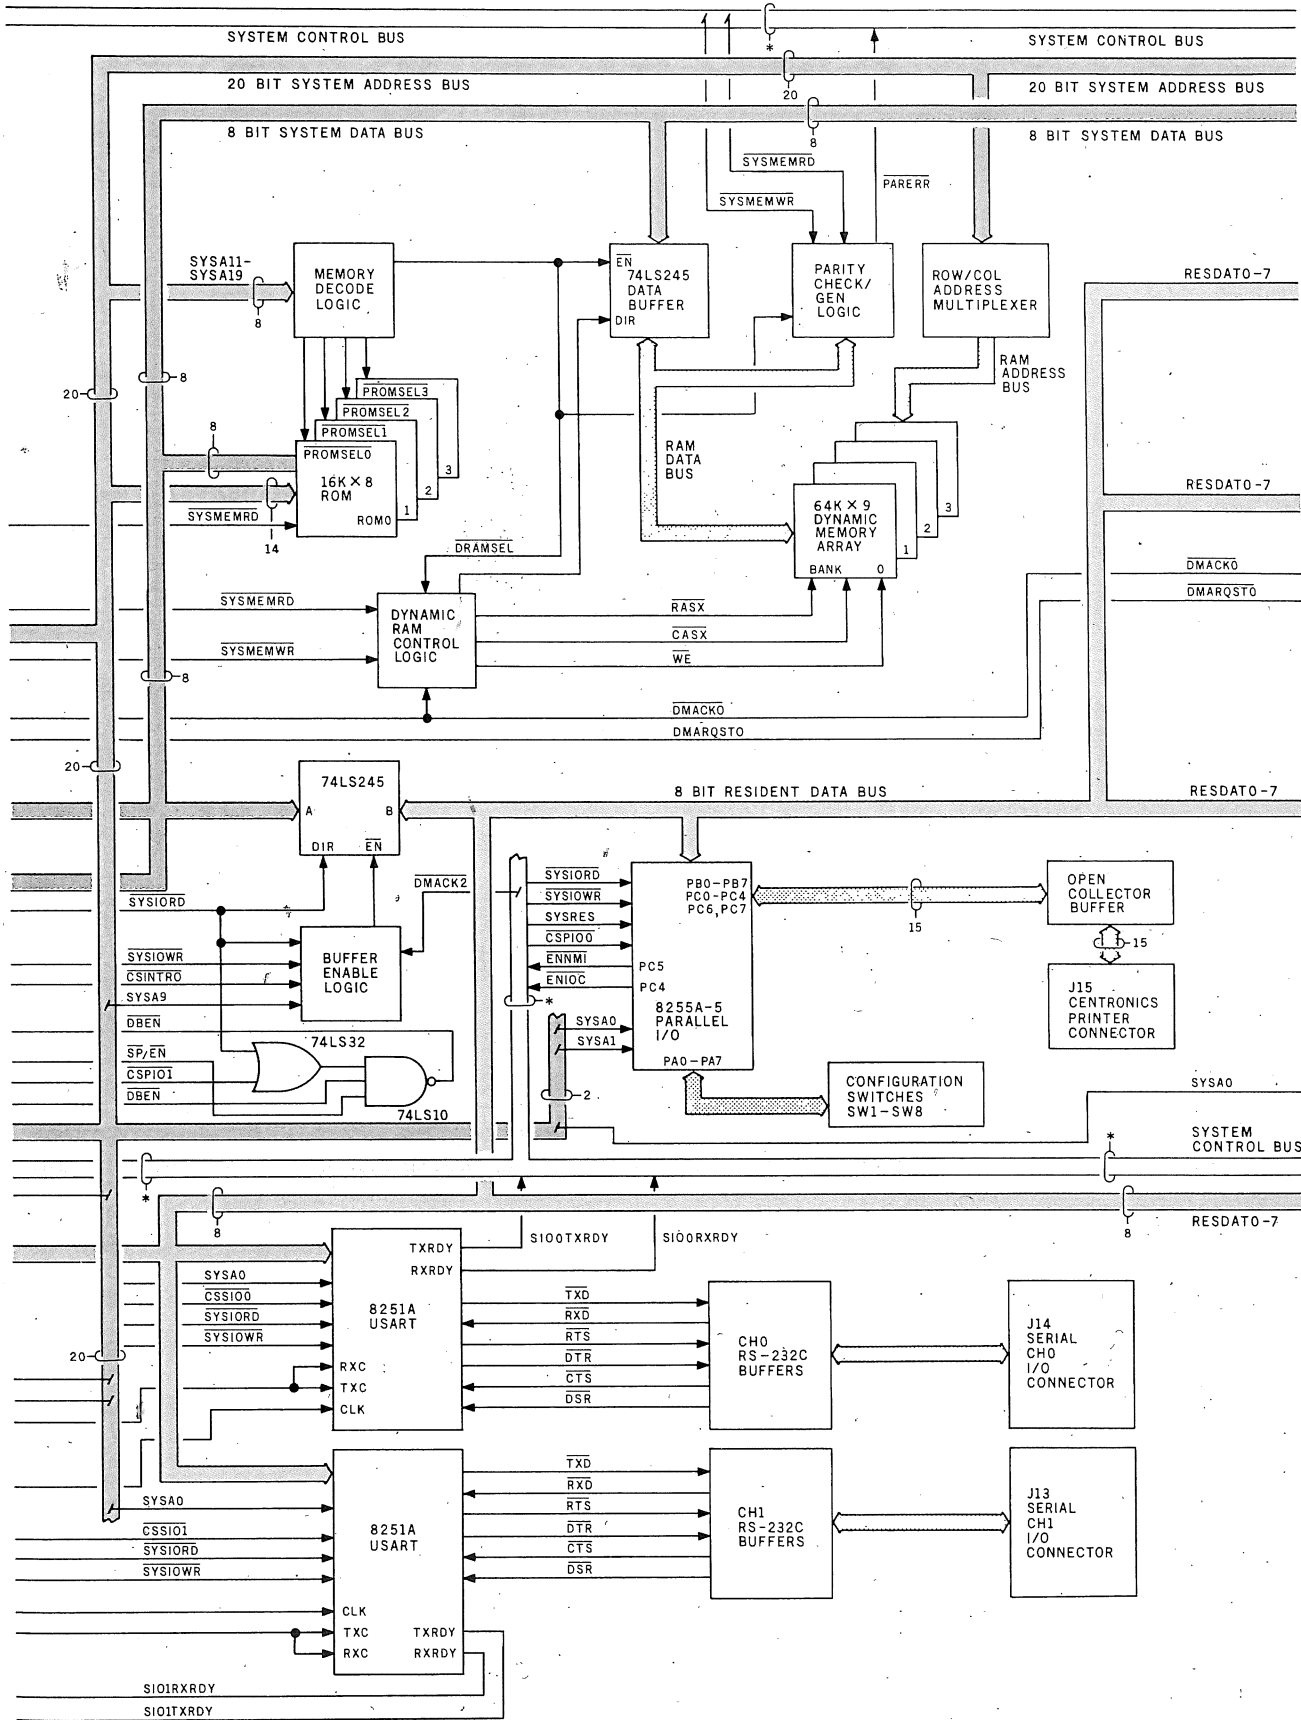 SYSTEM CONTROL BUS
*
SYSTEM CONTROL BUS
20 BIT SYSTEM ADDRESS BUS
20
20 BIT SYSTEM ADDRESS BUS
8 BIT SYSTEM DATA BUS
8
8 BIT SYSTEM DATA BUS
SYSMEMRD
PARERR
SYSMEMWR
SYSA11-
SYSA19
8
MEMORY
DECODE
LOGIC
EN
74LS245
DATA
BUFFER
DIR
PARITY
CHECK/
GEN
LOGIC
ROW/COL
ADDRESS
MULTIPLEXER
RESDAT0-7
RAM
ADDRESS
BUS
20
8
PROMSEL3
PROMSEL2
PROMSEL1
PROMSEL0
16K × 8
ROM
ROM0
1
2
3
8
14
SYSMEMRD
RAM
DATA
BUS
64K × 9
DYNAMIC
MEMORY
ARRAY
BANK 0
1
2
3
RESDAT0-7
DRAMSEL
DMACK0
DMARQST0
SYSMEMRD
SYSMEMWR
DYNAMIC
RAM
CONTROL
LOGIC
RASX
CASX
WE
8
DMACK0
DMARQST0
20
74LS245
A
B
DIR
EN
8 BIT RESIDENT DATA BUS
RESDAT0-7
SYSIORD
DMACK2
SYSIOWR
CSINTR0
SYSA9
BUFFER
ENABLE
LOGIC
DBEN
SP/EN
CSPIO1
DBEN
74LS32
74LS10
SYSIORD
SYSIOWR
SYSRES
CSPIO0
ENNMI
ENIOC
*
SYSA0
SYSA1
2
PB0-PB7
PC0-PC4
PC6,PC7
PC5
PC4
8255A-5
PARALLEL
I/O
PA0-PA7
15
OPEN
COLLECTOR
BUFFER
15
J15
CENTRONICS
PRINTER
CONNECTOR
CONFIGURATION
SWITCHES
SW1-SW8
SYSA0
*
*
SYSTEM
CONTROL BUS
8
8
RESDAT0-7
SIO0TXRDY
SIO0RXRDY
SYSA0
CSSIO0
SYSIORD
SYSIOWR
20
TXRDY
RXRDY
8251A
USART
RXC
TXC
CLK
TXD
RXD
RTS
DTR
CTS
DSR
CH0
RS-232C
BUFFERS
J14
SERIAL
CH0
I/O
CONNECTOR
SYSA0
CSSIO1
SYSIORD
SYSIOWR
8251A
USART
CLK
TXC
RXC
TXRDY
RXRDY
TXD
RXD
RTS
DTR
CTS
DSR
CH1
RS-232C
BUFFERS
J13
SERIAL
CH1
I/O
CONNECTOR
SIO1RXRDY
SIO1TXRDY